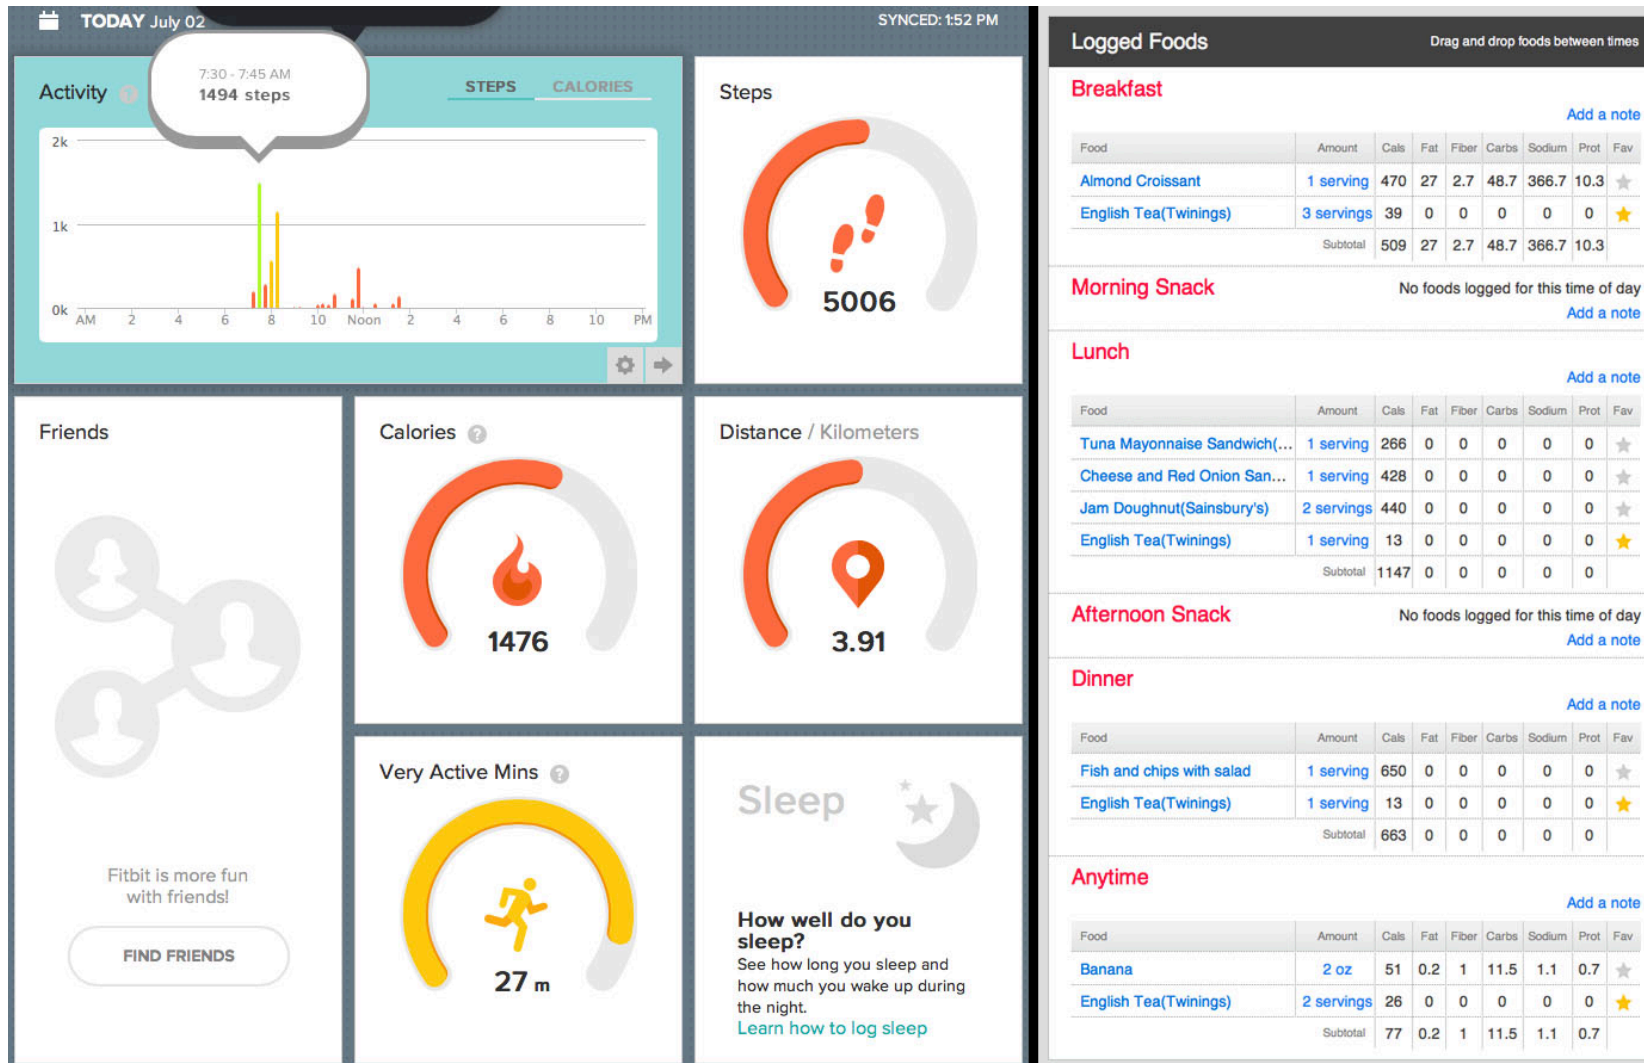 TODAY July 02
SYNCED: 1:52 PM
7:30 - 7:45 AM
1494 steps
Activity ?
STEPS CALORIES
2k
1k
0k
AM 2 4 6 8 10 Noon 2 4 6 8 10 PM
Steps
5006
Friends
Fitbit is more fun
with friends!
FIND FRIENDS
Calories ?
1476
Distance / Kilometers
3.91
Very Active Mins ?
27 m
Sleep
How well do you
sleep?
See how long you sleep and
how much you wake up during
the night.
Learn how to log sleep
Logged Foods Drag and drop foods between times
Breakfast
Add a note
Food Amount Cals Fat Fiber Carbs Sodium Prot Fav
Almond Croissant 1 serving 470 27 2.7 48.7 366.7 10.3
English Tea(Twinings) 3 servings 39 0 0 0 0 0
Subtotal 509 27 2.7 48.7 366.7 10.3
Morning Snack No foods logged for this time of day
Add a note
Lunch
Add a note
Food Amount Cals Fat Fiber Carbs Sodium Prot Fav
Tuna Mayonnaise Sandwich(... 1 serving 266 0 0 0 0 0
Cheese and Red Onion San... 1 serving 428 0 0 0 0 0
Jam Doughnut(Sainsbury's) 2 servings 440 0 0 0 0 0
English Tea(Twinings) 1 serving 13 0 0 0 0 0
Subtotal 1147 0 0 0 0 0
Afternoon Snack No foods logged for this time of day
Add a note
Dinner
Add a note
Food Amount Cals Fat Fiber Carbs Sodium Prot Fav
Fish and chips with salad 1 serving 650 0 0 0 0 0
English Tea(Twinings) 1 serving 13 0 0 0 0 0
Subtotal 663 0 0 0 0 0
Anytime
Add a note
Food Amount Cals Fat Fiber Carbs Sodium Prot Fav
Banana 2 oz 51 0.2 1 11.5 1.1 0.7
English Tea(Twinings) 2 servings 26 0 0 0 0 0
Subtotal 77 0.2 1 11.5 1.1 0.7